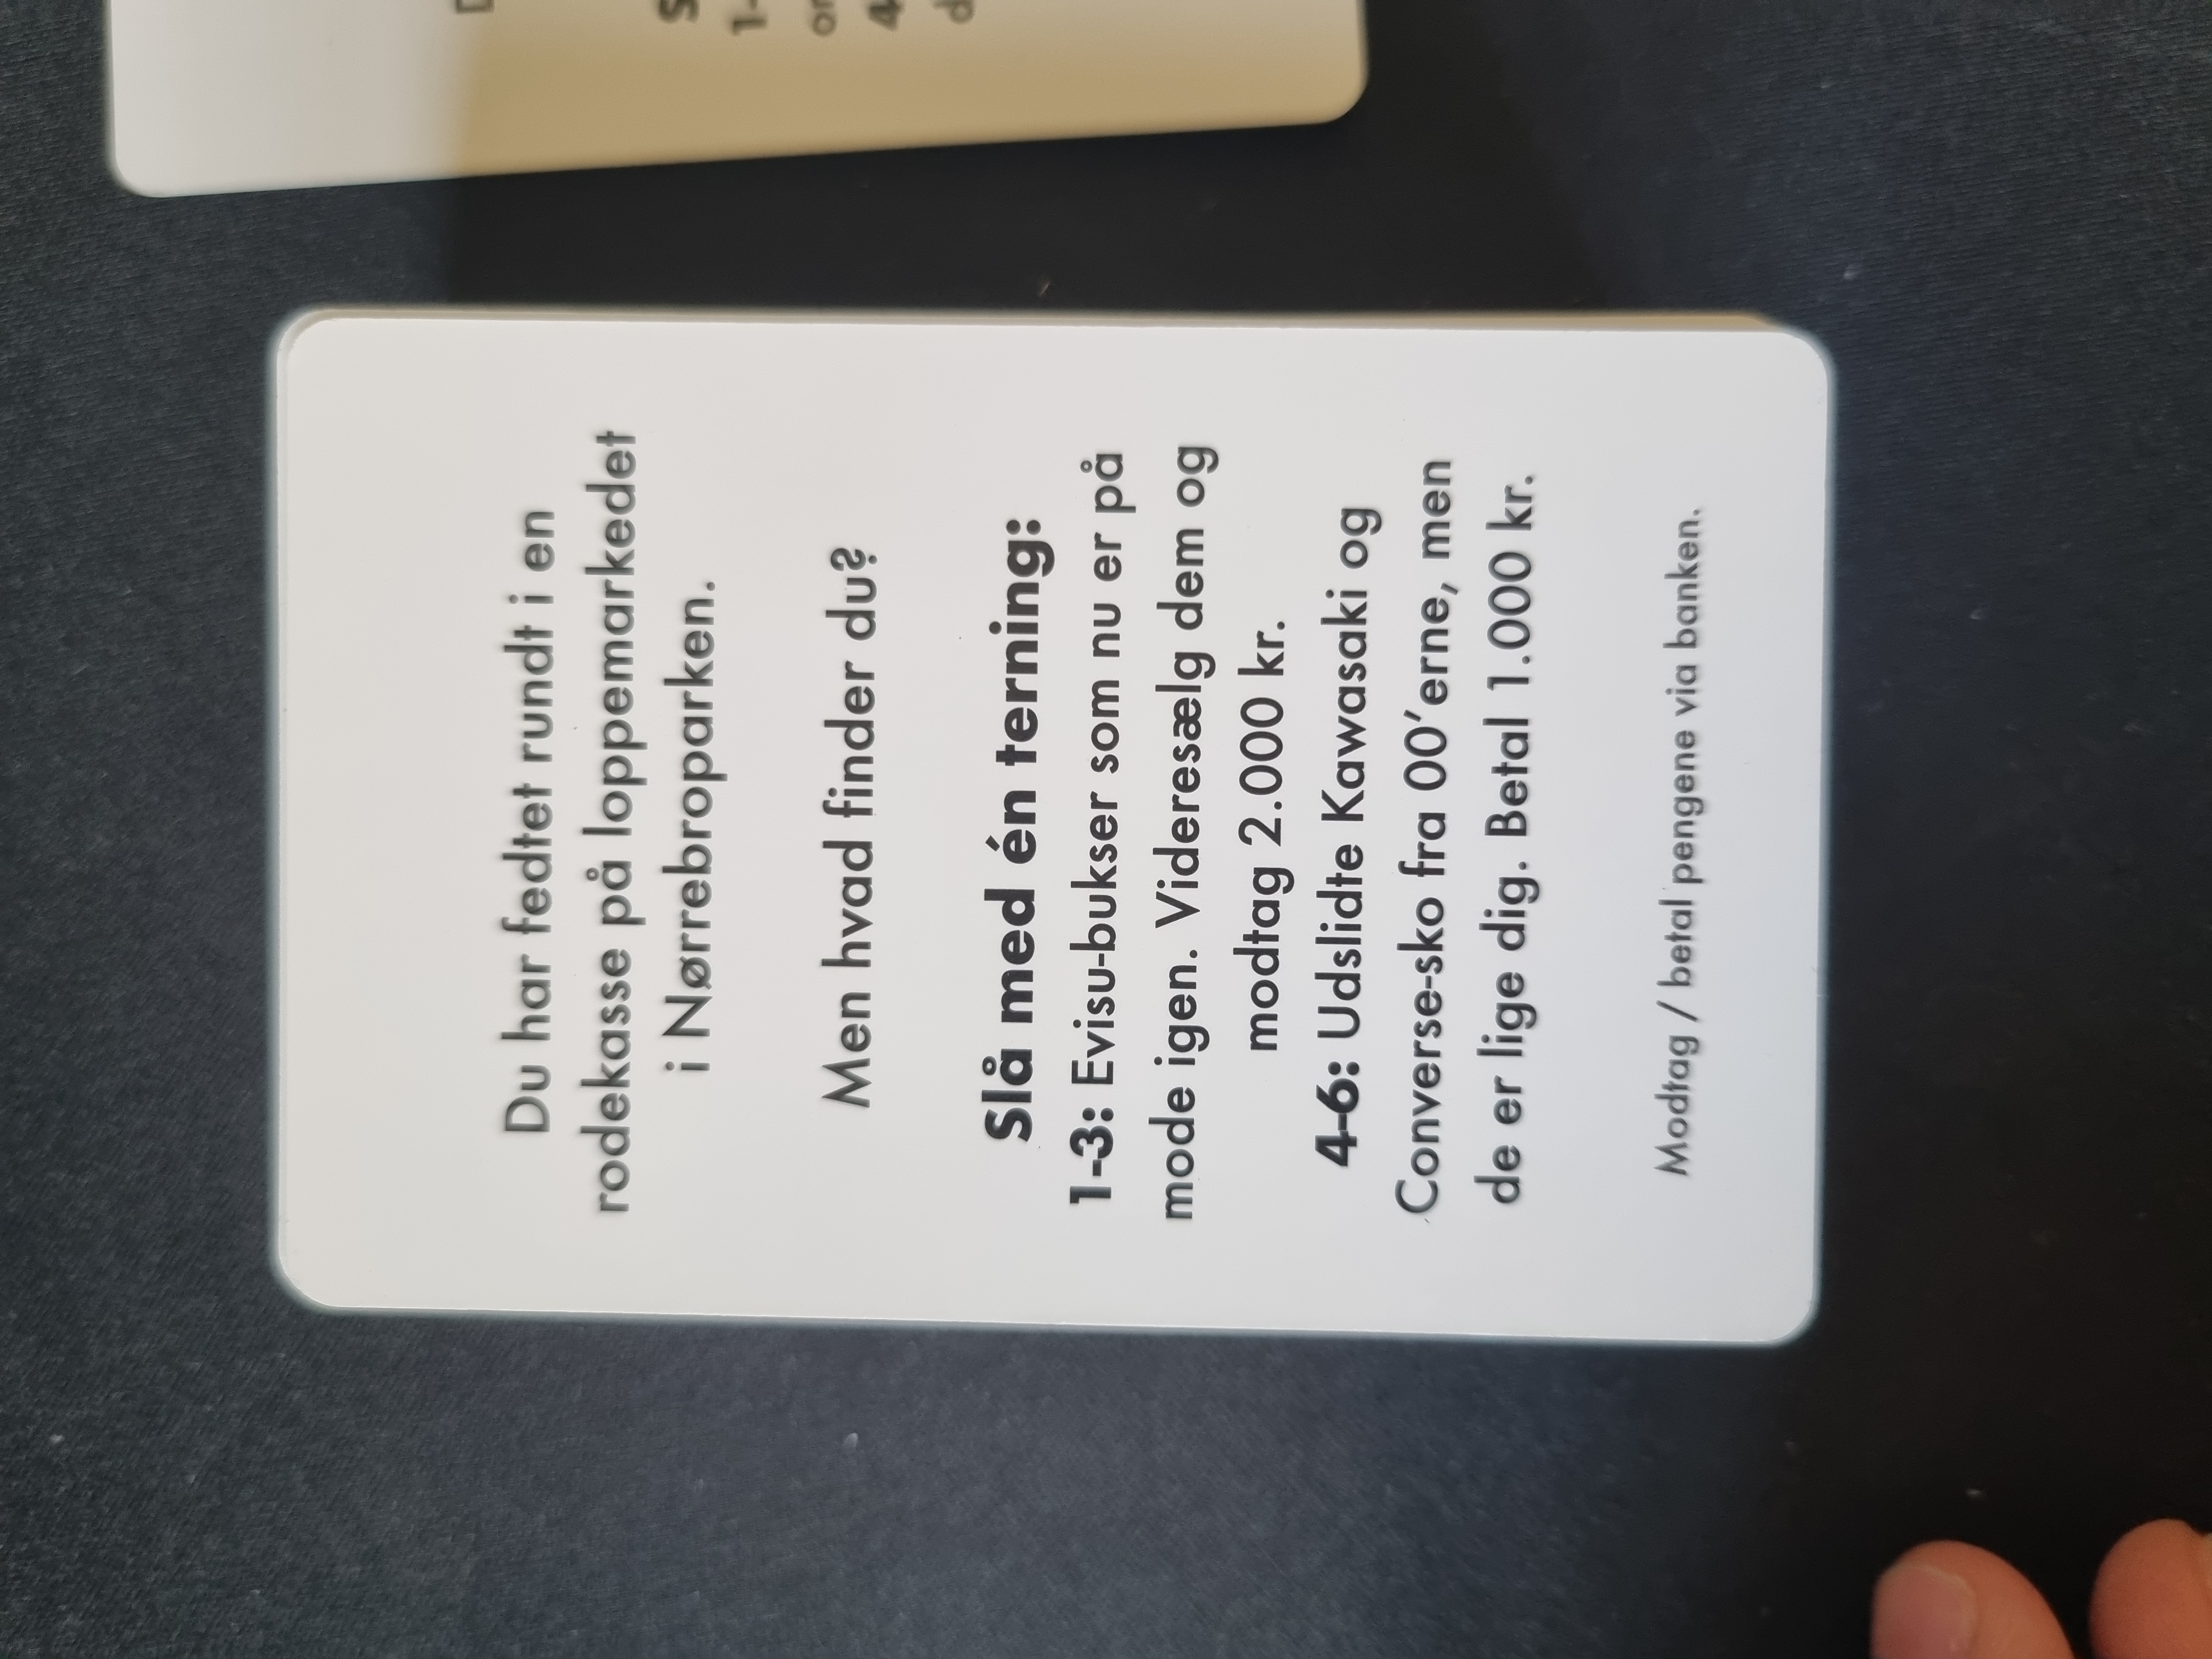 Du har fedtet rundt i en
rodekasse på loppemarkedet
i Nørrebroparken.
Men hvad finder du?
Slå med én terning:
1-3: Evisu-bukser som nu er på
mode igen. Videresælg dem og
modtag 2.000 kr.
4-6: Udslidte Kawasaki og
Converse-sko fra 00'erne, men
de er lige dig. Betal 1.000 kr.
Modtag / betal pengene via banken.